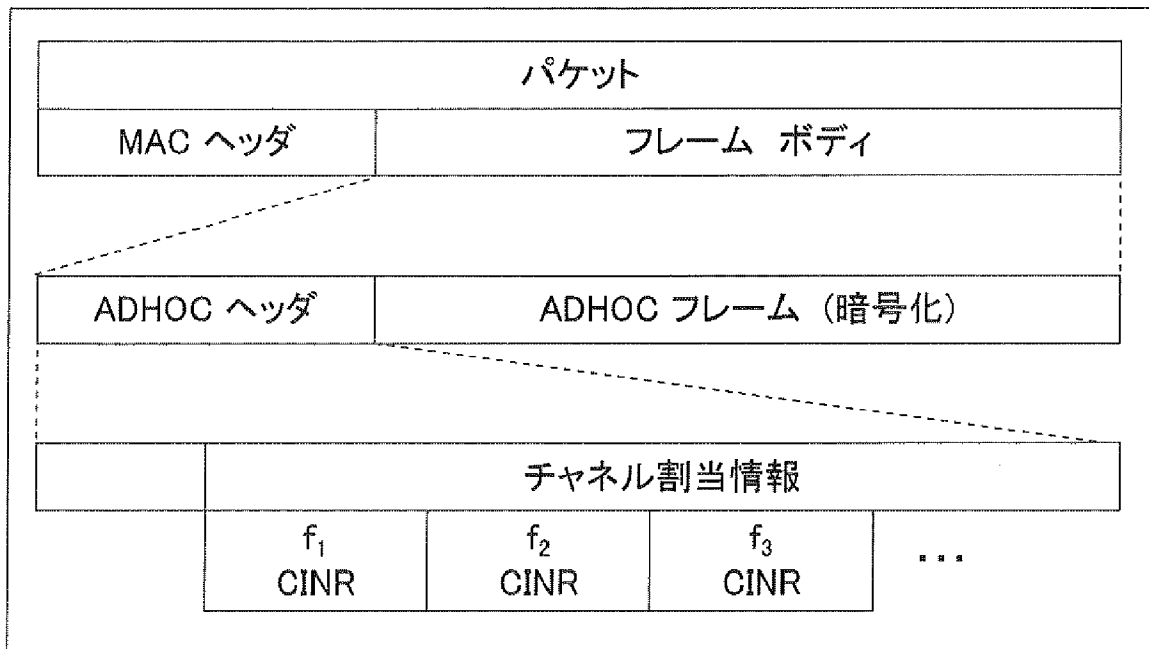 パケット
MAC ヘッダ フレーム ボディ
ADHOC ヘッダ ADHOC フレーム (暗号化)
チャネル割当情報
f₁ f₂ f₃ ...
CINR CINR CINR